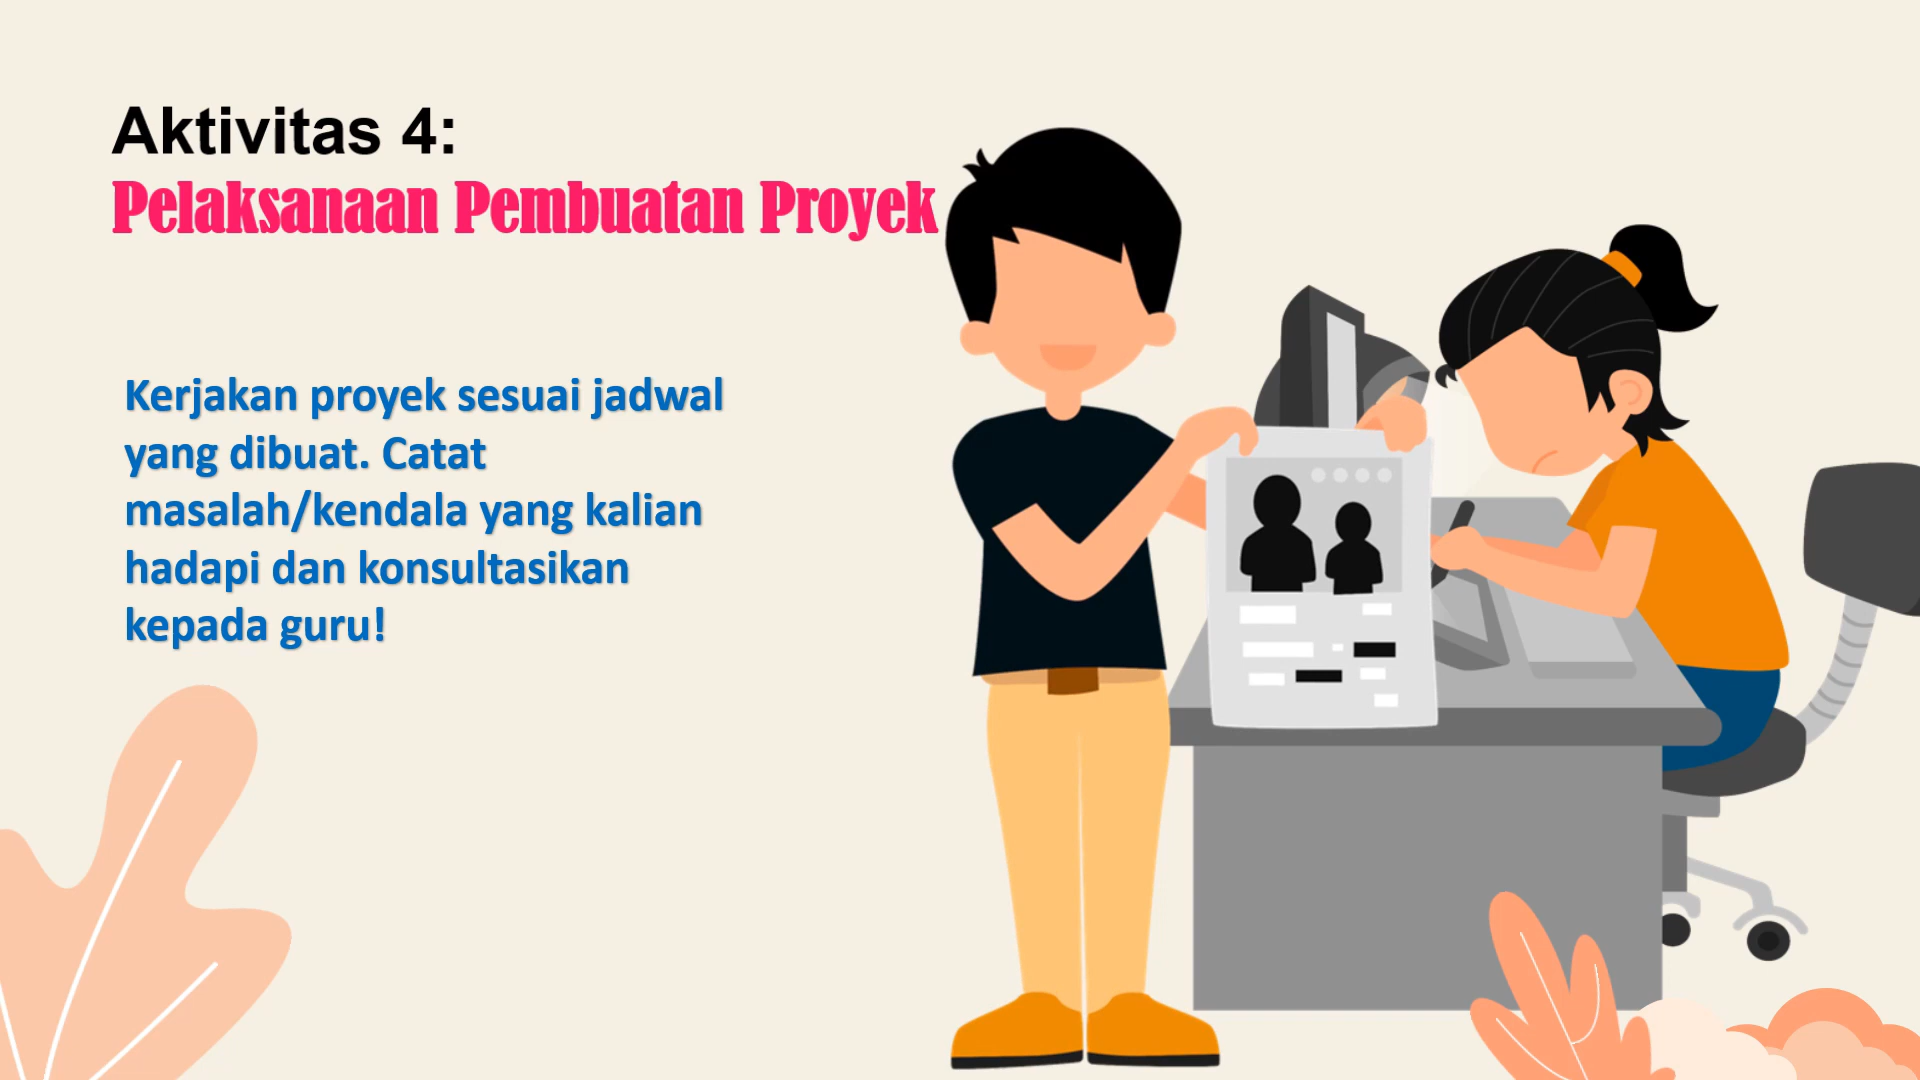 Aktivitas 4:
Pelaksanaan Pembuatan Proyek
Kerjakan proyek sesuai jadwal
yang dibuat. Catat
masalah/kendala yang kalian
hadapi dan konsultasikan
kepada guru!